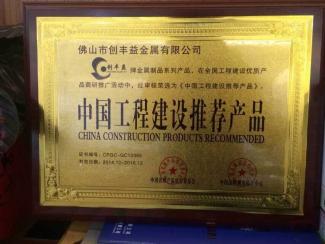 佛山市创丰益金属有限公司
创丰益 牌金属制品系列产品，在全国工程建设优质产
品调研推广活动中，经审核荣选为《中国工程建设推荐产品》。
中国工程建设推荐产品
CHINA CONSTRUCTION PRODUCTS RECOMMENDED